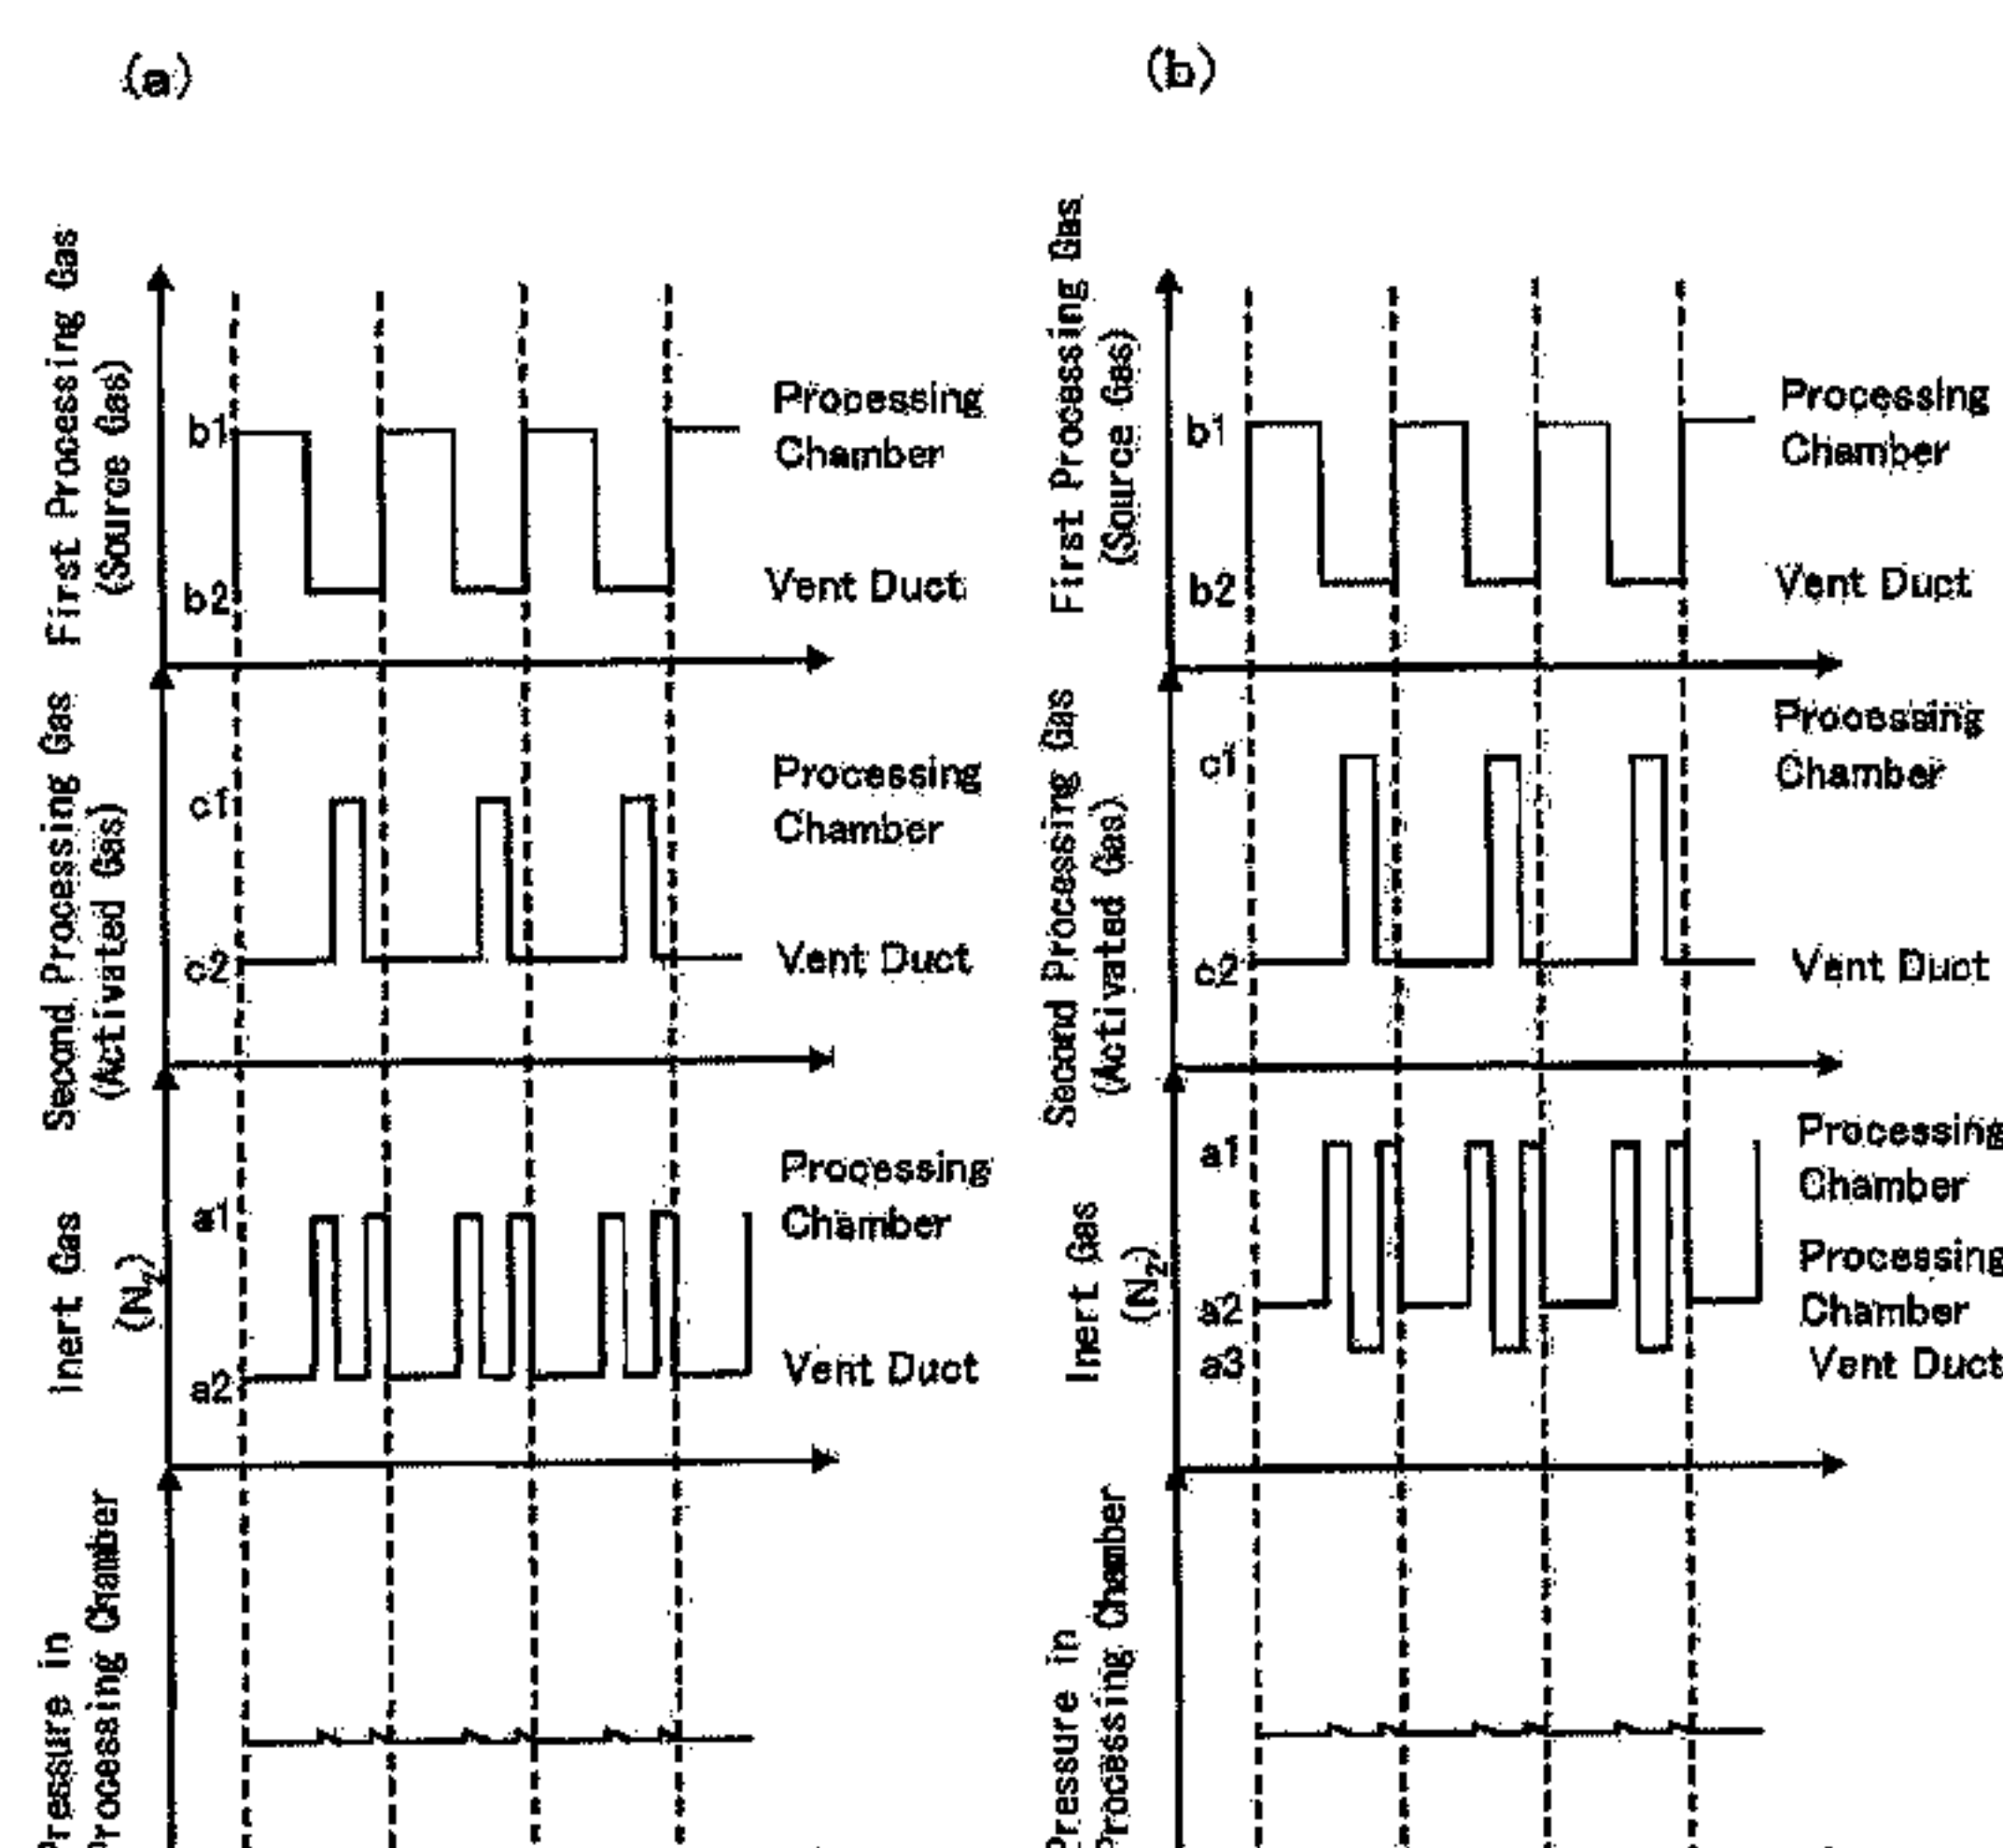 (a)
First Processing Gas
(Source Gas)
b1
b2
Processing
Chamber
Vent Duct
Second Processing Gas
(Activated Gas)
c1
c2
Processing
Chamber
Vent Duct
Inert Gas
(N2)
a1
a2
Processing
Chamber
Vent Duct
Pressure in
Processing Chamber
(b)
First Processing Gas
(Source Gas)
b1
b2
Processing
Chamber
Vent Duct
Second Processing Gas
(Activated Gas)
c1
c2
Processing
Chamber
Vent Duct
Inert Gas
(N2)
a1
a2
a3
Processing
Chamber
Processing
Chamber
Vent Duct
Pressure in
Processing Chamber